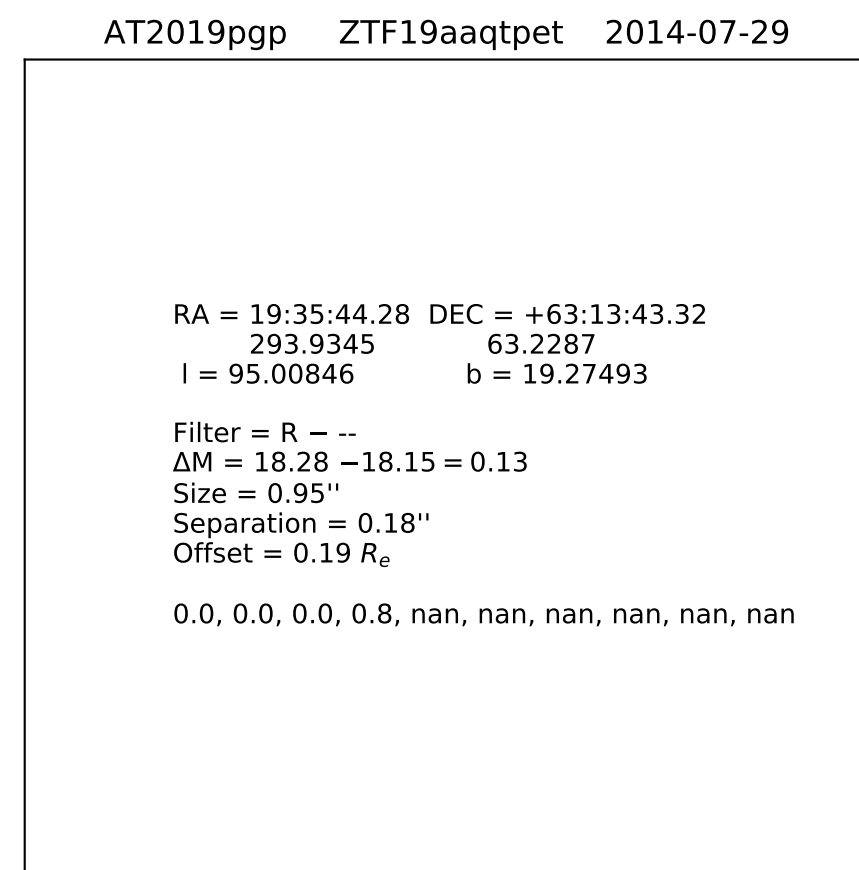 AT2019pgp ZTF19aaqtpet 2014-07-29
RA = 19:35:44.28 DEC = +63:13:43.32
293.9345 63.2287
l = 95.00846 b = 19.27493
Filter = R − --
ΔM = 18.28 −18.15 = 0.13
Size = 0.95''
Separation = 0.18''
Offset = 0.19 Rₑ
0.0, 0.0, 0.0, 0.8, nan, nan, nan, nan, nan, nan